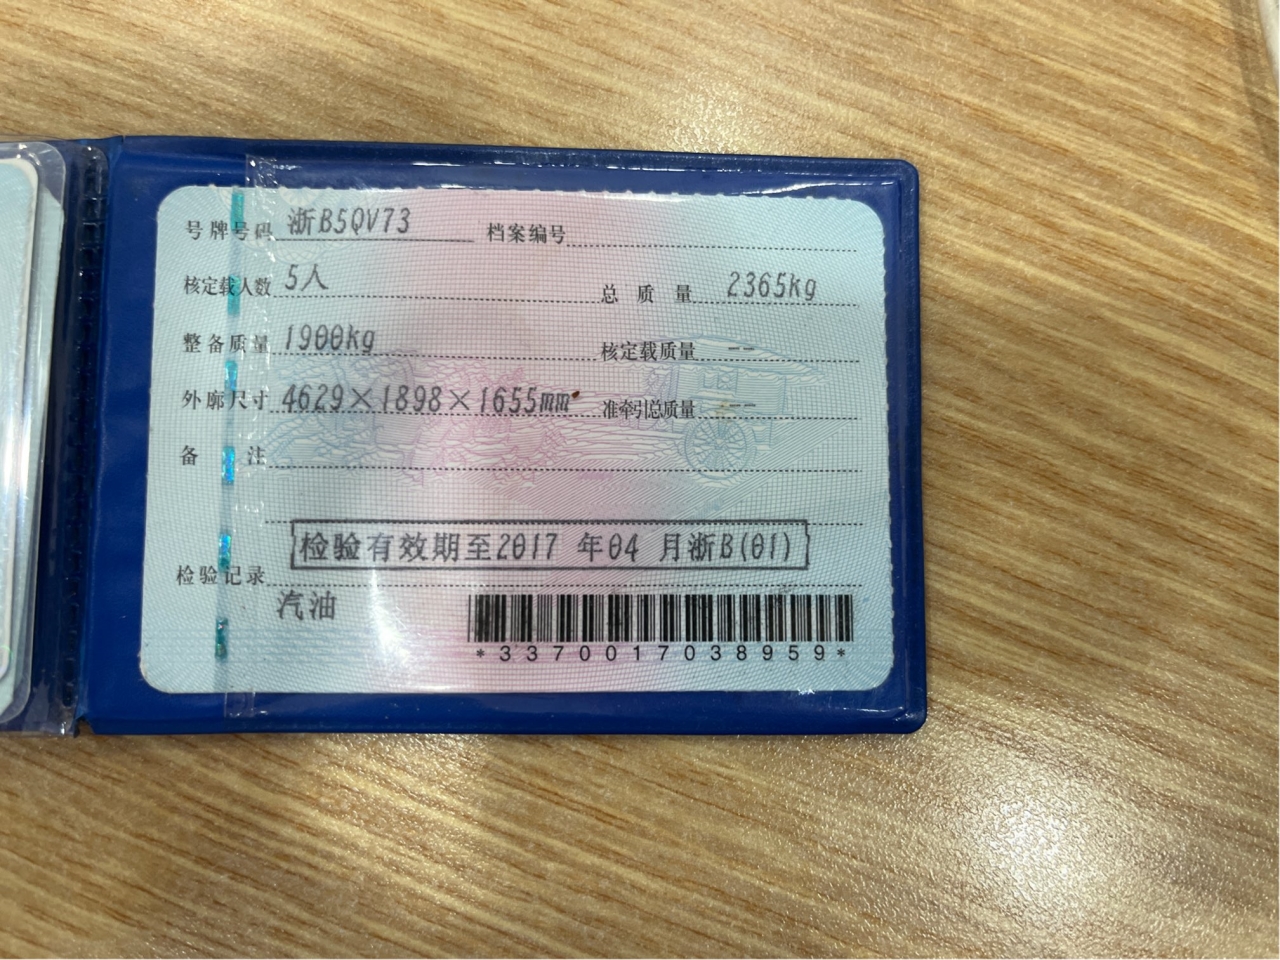 号牌号码 浙B5QV73 档案编号
核定载人数 5人 总质量 2365kg
整备质量 1900kg 核定载质量 --
外廓尺寸 4629×1898×1655mm 准牵引总质量 --
备注
检验有效期至2017 年04 月浙B(01)
检验记录
汽油
*3370017038959*